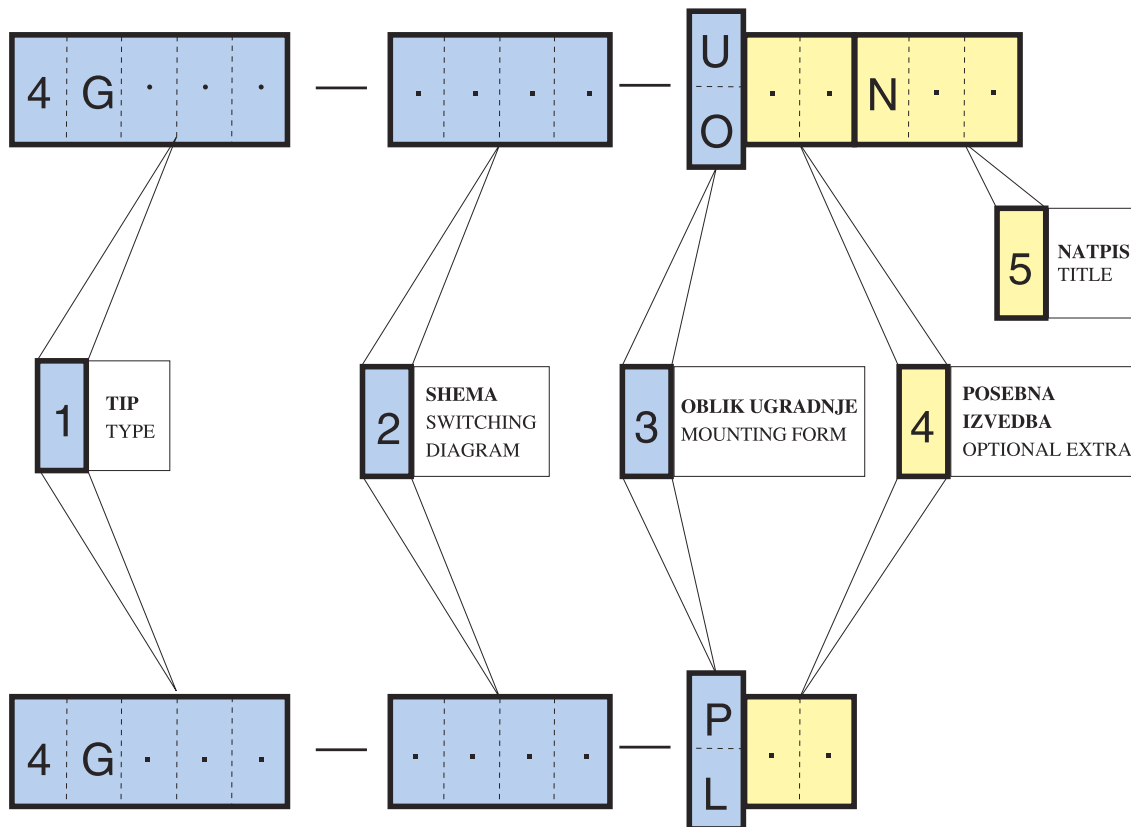 4 G · · · — · · · · — U · · N · ·
O
5 NATPIS
TITLE
1 TIP
TYPE
2 SHEMA
SWITCHING
DIAGRAM
3 OBLIK UGRADNJE
MOUNTING FORM
4 POSEBNA
IZVEDBA
OPTIONAL EXTRA
4 G · · · — · · · · — P · ·
L